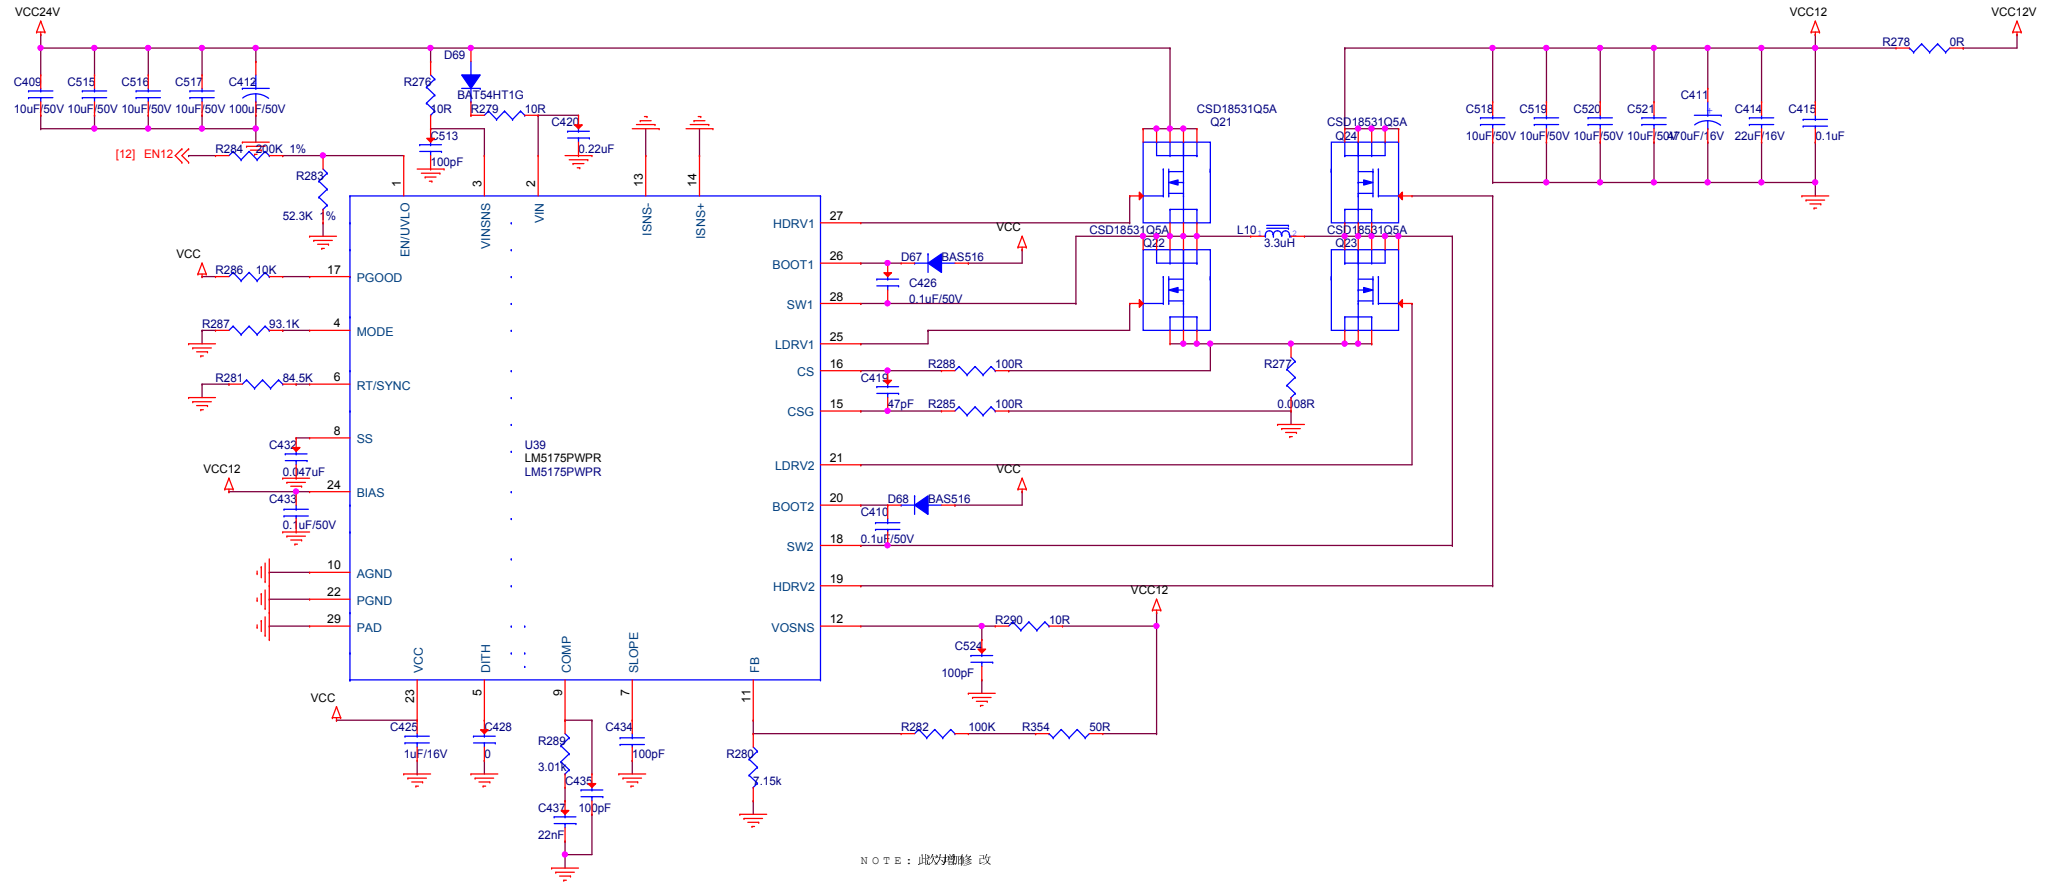 VCC24V
VCC12
VCC12V
D69
R278 0R
C409
10uF/50V
C515
10uF/50V
C516
10uF/50V
C517
10uF/50V
C412
100uF/50V
R276
10R
BAT54HT1G
R279 10R
C420
0.22uF
C513
100pF
CSD18531Q5A
Q21
CSD18531Q5A
Q24
C518
10uF/50V
C519
10uF/50V
C520
10uF/50V
C521
10uF/50V
C411
470uF/16V
C414
22uF/16V
C415
0.1uF
[12] EN12
R284 200K 1%
R283
52.3K 1%
1
3
2
13
14
EN/UVLO
VINSNS
VIN
ISNS-
ISNS+
HDRV1 27
CSD18531Q5A
Q22
L10 1 2
3.3uH
CSD18531Q5A
Q23
VCC
BOOT1 26
D67 BAS516
C426
0.1uF/50V
SW1 28
VCC
R286 10K 17 PGOOD
R287 93.1K 4 MODE
LDRV1 25
CS 16
R288 100R
R277
0.008R
C419
47pF
R281 84.5K 6 RT/SYNC
CSG 15
R285 100R
8 SS
C432
0.047uF
U39
LM5175PWPR
LM5175PWPR
LDRV2 21
VCC12
24 BIAS
C433
0.1uF/50V
VCC
BOOT2 20
D68 BAS516
C410
0.1uF/50V
SW2 18
10 AGND
HDRV2 19
22 PGND
VCC12
29 PAD
VOSNS 12
R290 10R
C524
100pF
VCC
DITH
COMP
SLOPE
FB
23
5
9
7
11
VCC
C425
1uF/16V
C428
0
R289
3.01k
C434
100pF
R282 100K R354 50R
R280
7.15k
C435
100pF
C437
22nF
NOTE: 此次为增加修 改